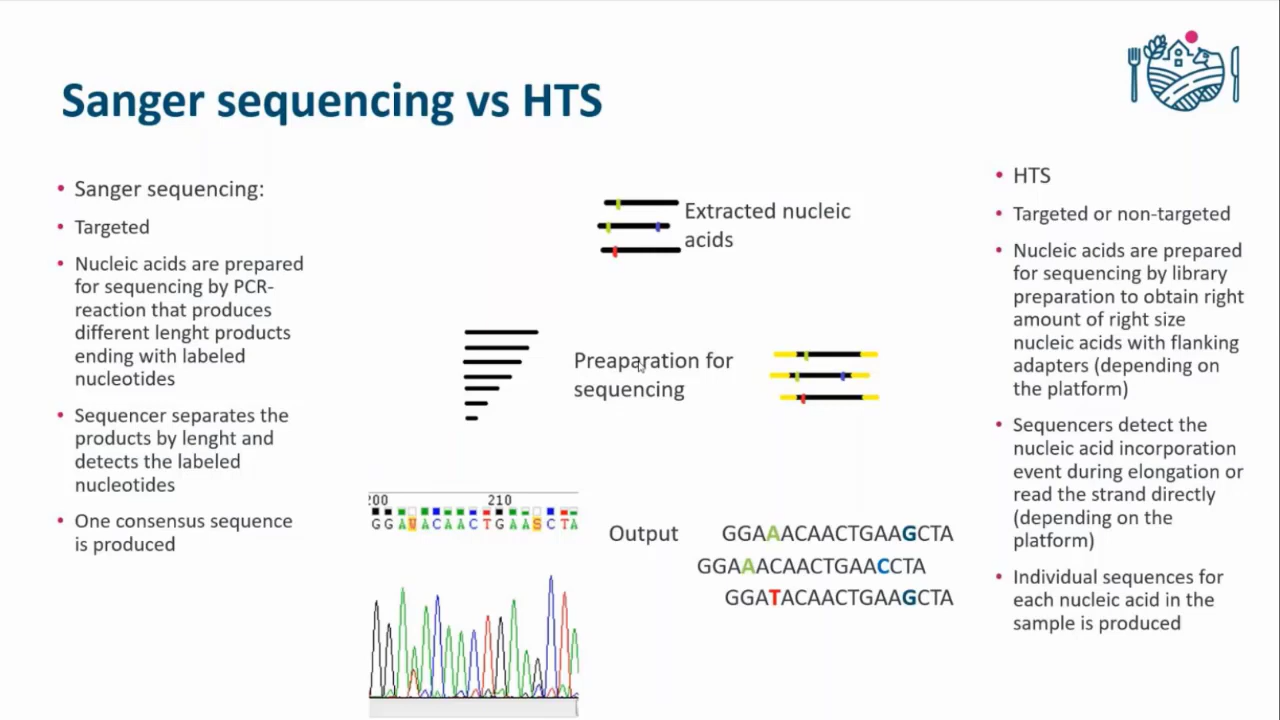 Sanger sequencing vs HTS
• Sanger sequencing:
• Targeted
• Nucleic acids are prepared
for sequencing by PCR-
reaction that produces
different lenght products
ending with labeled
nucleotides
• Sequencer separates the
products by lenght and
detects the labeled
nucleotides
• One consensus sequence
is produced
Extracted nucleic
acids
Preaparation for
sequencing
200 210
GGAWACAACTGAASCTA
Output
GGAAACAACTGAAGCTA
GGAAACAACTGAACCTA
GGATACAACTGAAGCTA
• HTS
• Targeted or non-targeted
• Nucleic acids are prepared
for sequencing by library
preparation to obtain right
amount of right size
nucleic acids with flanking
adapters (depending on
the platform)
• Sequencers detect the
nucleic acid incorporation
event during elongation or
read the strand directly
(depending on the
platform)
• Individual sequences for
each nucleic acid in the
sample is produced